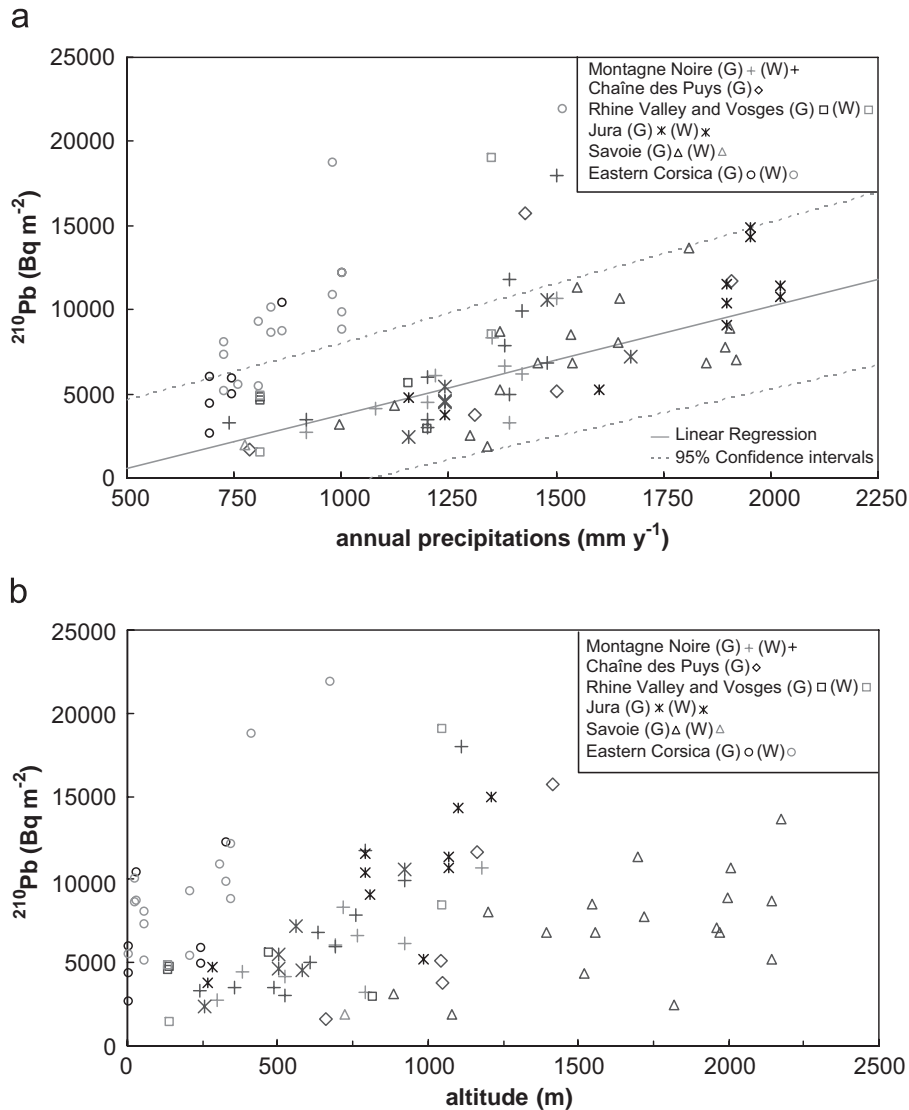 a
25000
20000
15000
10000
5000
0
²¹⁰Pb (Bq m⁻²)
Montagne Noire (G) + (W) +
Chaîne des Puys (G) ◇
Rhine Valley and Vosges (G) □ (W) □
Jura (G) ж (W) ж
Savoie (G) △ (W) △
Eastern Corsica (G) ○ (W) ○
Linear Regression
95% Confidence intervals
500 750 1000 1250 1500 1750 2000 2250
annual precipitations (mm y⁻¹)
b
25000
20000
15000
10000
5000
0
²¹⁰Pb (Bq m⁻²)
Montagne Noire (G) + (W) +
Chaîne des Puys (G) ◇
Rhine Valley and Vosges (G) □ (W) □
Jura (G) ж (W) ж
Savoie (G) △ (W) △
Eastern Corsica (G) ○ (W) ○
0 500 1000 1500 2000 2500
altitude (m)